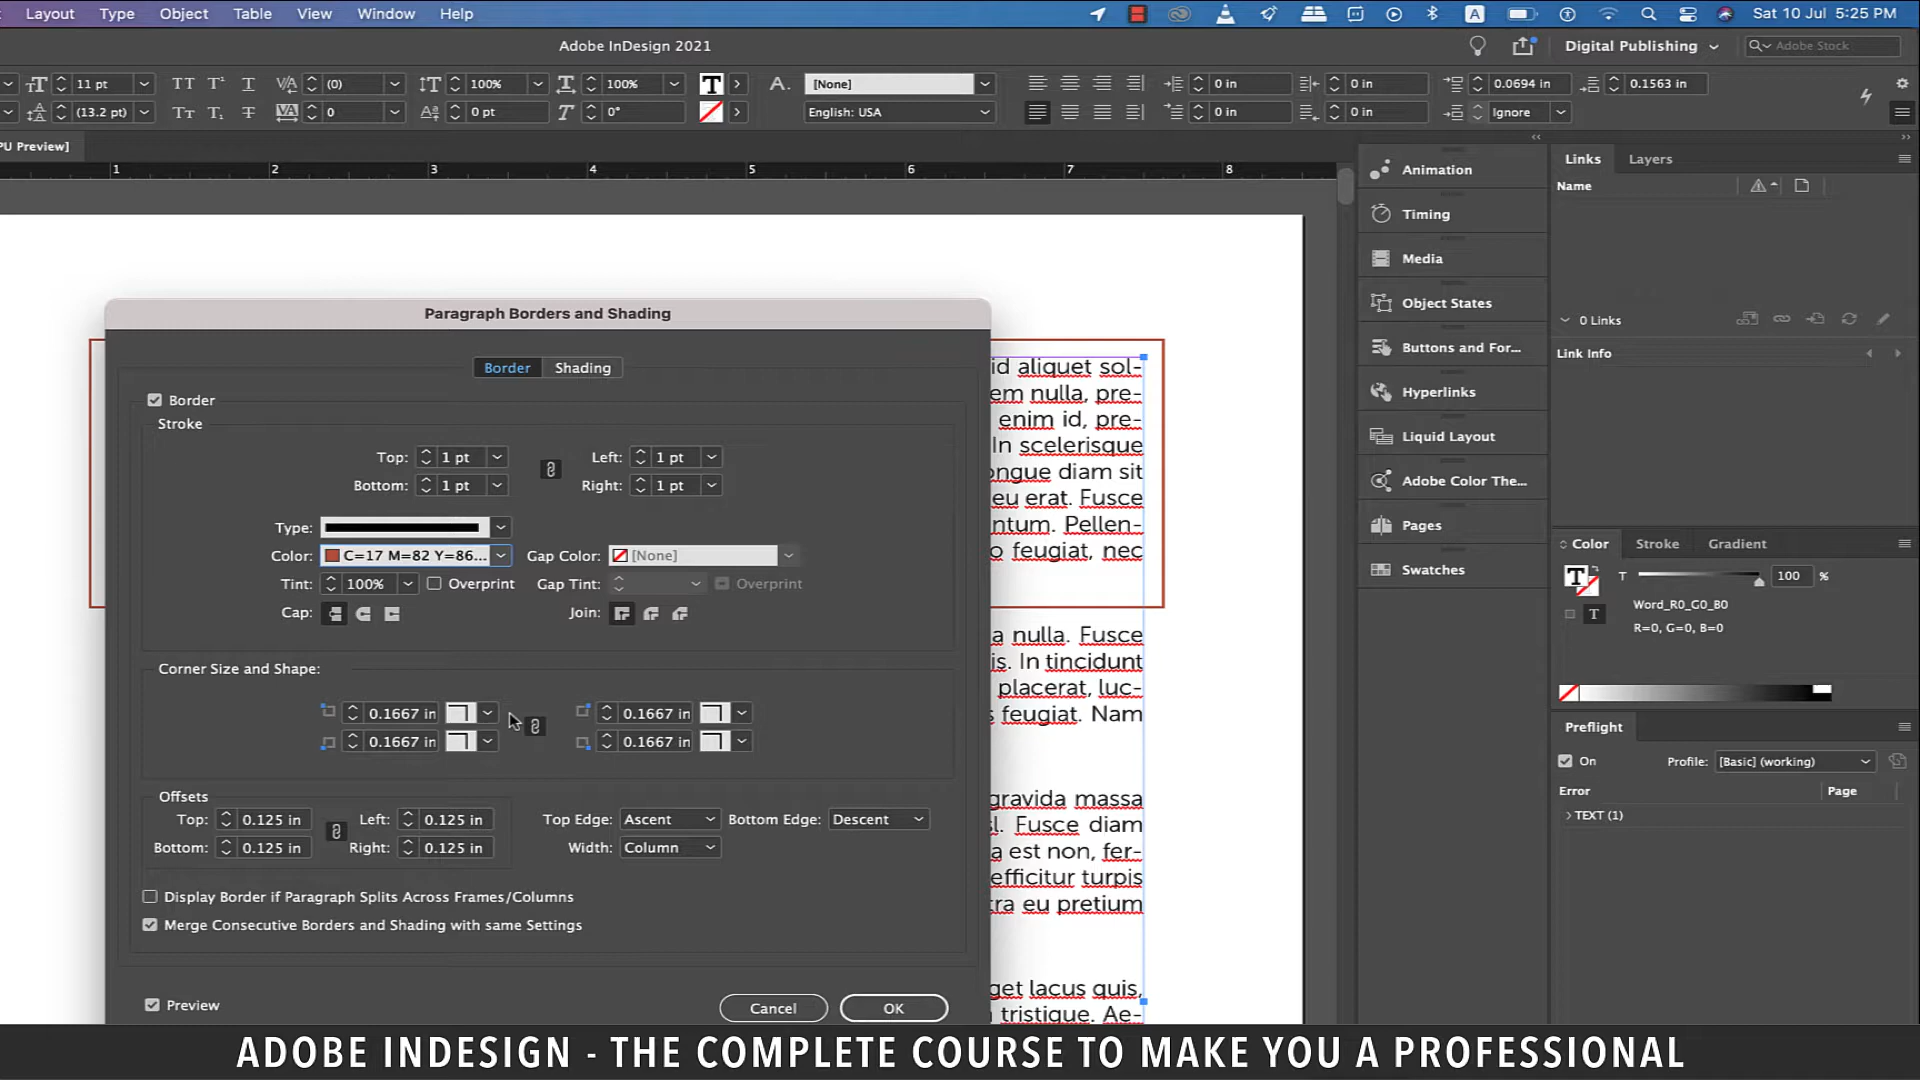 Layout Type Object Table View Window Help A Sat 10 Jul 5:25 PM
Adobe InDesign 2021 Digital Publishing Adobe Stock
11 pt (0) 100% 100% [None] 0 in 0 in 0.0694 in 0.1563 in
(13.2 pt) 0 0 pt 0° English: USA 0 in 0 in Ignore
PU Preview]
1 2 3 4 5 6 7 8
Paragraph Borders and Shading
Border Shading
Border
Stroke
Top: 1 pt Left: 1 pt
Bottom: 1 pt Right: 1 pt
Type:
Color: C=17 M=82 Y=86... Gap Color: [None]
Tint: 100% Overprint Gap Tint: Overprint
Cap: Join:
Corner Size and Shape:
0.1667 in 0.1667 in
0.1667 in 0.1667 in
Offsets
Top: 0.125 in Left: 0.125 in Top Edge: Ascent Bottom Edge: Descent
Bottom: 0.125 in Right: 0.125 in Width: Column
Display Border if Paragraph Splits Across Frames/Columns
Merge Consecutive Borders and Shading with same Settings
Preview Cancel OK
id aliquet sol-
em nulla, pre-
enim id, pre-
In scelerisque
ongue diam sit
eu erat. Fusce
ntum. Pellen-
o feugiat, nec
a nulla. Fusce
is. In tincidunt
placerat, luc-
s feugiat. Nam
gravida massa
sl. Fusce diam
a est non, fer-
efficitur turpis
tra eu pretium
get lacus quis,
tristique. Ae-
Animation
Timing
Media
Object States
Buttons and For...
Hyperlinks
Liquid Layout
Adobe Color The...
Pages
Swatches
Links Layers
Name
0 Links
Link Info
Color Stroke Gradient
T T 100 %
T Word_R0_G0_B0
R=0, G=0, B=0
Preflight
On Profile: [Basic] (working)
Error Page
TEXT (1)
ADOBE INDESIGN - THE COMPLETE COURSE TO MAKE YOU A PROFESSIONAL